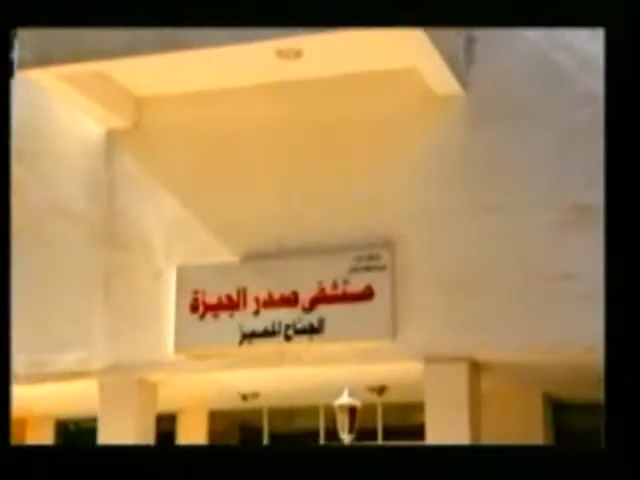 مستشفى صدر الجيزة
الجناح المميز